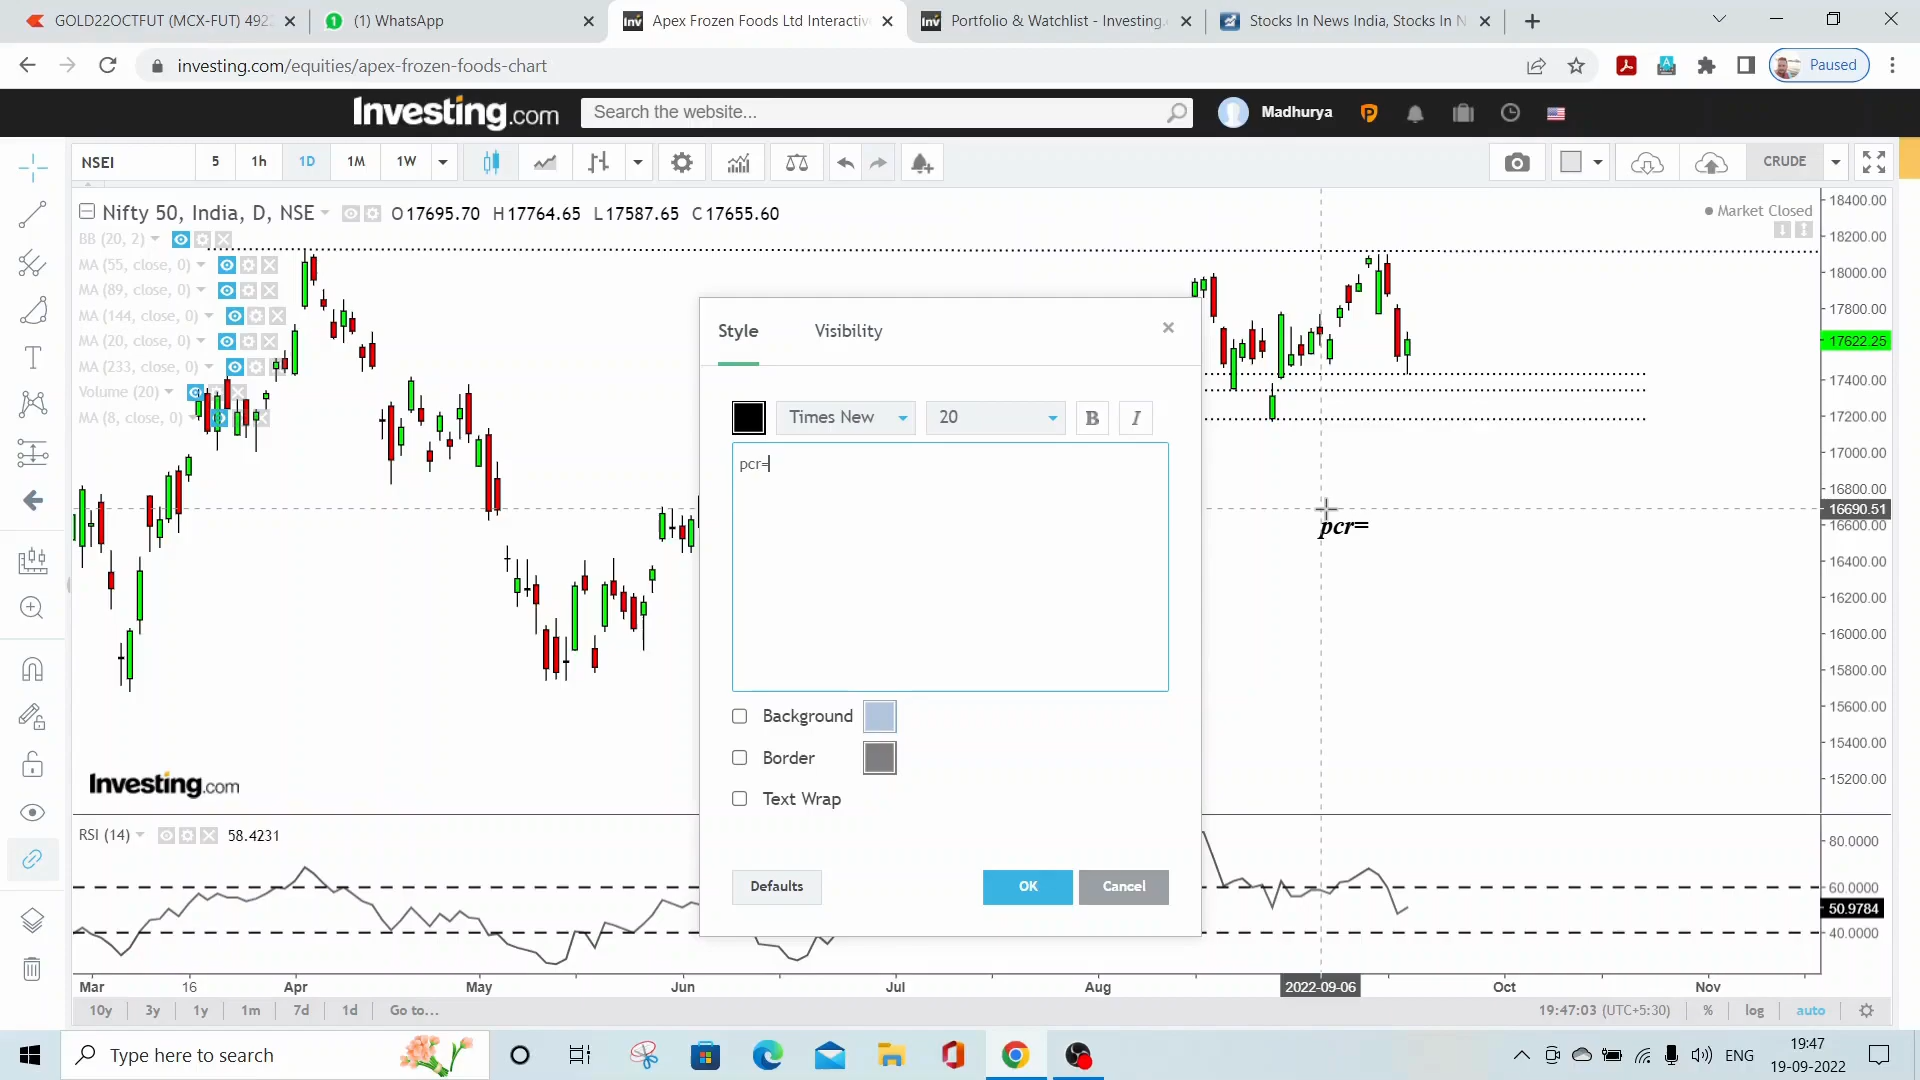 GOLD22OCTFUT (MCX-FUT) 4922
(1) WhatsApp
Apex Frozen Foods Ltd Interactive
Portfolio & Watchlist - Investing.
Stocks In News India, Stocks In N
investing.com/equities/apex-frozen-foods-chart
Paused
Investing.com
Search the website...
Madhurya
NSEI
5
1h
1D
1M
1W
CRUDE
Nifty 50, India, D, NSE
O17695.70 H17764.65 L17587.65 C17655.60
Market Closed
BB (20, 2)
MA (55, close, 0)
MA (89, close, 0)
MA (144, close, 0)
MA (20, close, 0)
MA (233, close, 0)
Volume (20)
MA (8, close, 0)
18400.00
18200.00
18000.00
17800.00
17622.25
17400.00
17200.00
17000.00
16800.00
16690.51
16600.00
16400.00
16200.00
16000.00
15800.00
15600.00
15400.00
15200.00
Style
Visibility
Times New
20
B
I
pcr=
pcr=
Background
Border
Text Wrap
Defaults
OK
Cancel
Investing.com
RSI (14)
58.4231
80.0000
60.0000
50.9784
40.0000
Mar
16
Apr
May
Jun
Jul
Aug
2022-09-06
Oct
Nov
10y
3y
1y
1m
7d
1d
Go to...
19:47:03 (UTC+5:30)
%
log
auto
Type here to search
ENG
19:47
19-09-2022